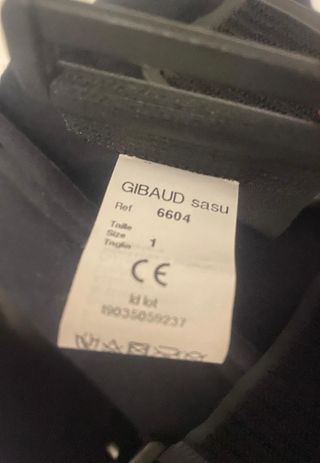 GIBAUD sasu
Ref 6604
Taille
Size 1
Taglia
CE
Id lot
19035059237